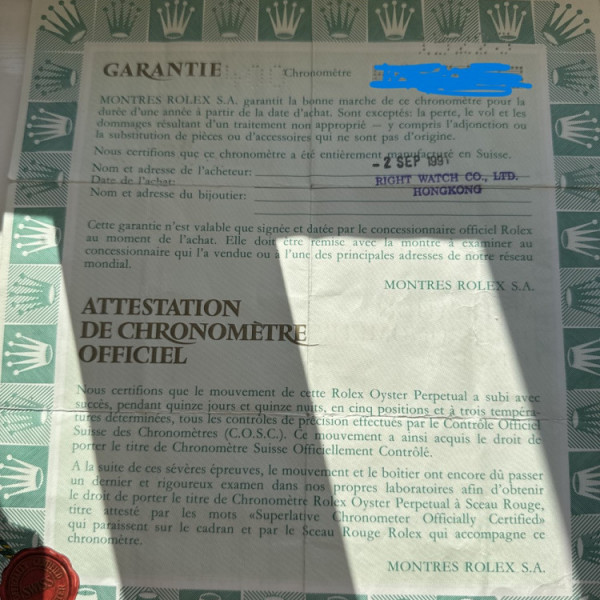 GARANTIE Chronomètre
MONTRES ROLEX S.A. garantit la bonne marche de ce chronomètre pour la
durée d'une année à partir de la date d'achat. Sont exceptés: la perte, le vol et les
dommages résultant d'un traitement non approprié – y compris l'adjonction ou
la substitution de pièces ou d'accessoires qui ne sont pas d'origine.
Nous certifions que ce chronomètre a été entièrement manufacturé en Suisse.
- 2 SEP 1991
Nom et adresse de l'acheteur:
RIGHT WATCH CO., LTD.
Date de l'achat:
HONGKONG
Nom et adresse du bijoutier:
Cette garantie n'est valable que signée et datée par le concessionnaire officiel Rolex
au moment de l'achat. Elle doit être remise avec la montre à examiner au
concessionnaire qui l'a vendue ou à l'une des principales adresses de notre réseau
mondial.
MONTRES ROLEX S.A.
ATTESTATION
DE CHRONOMÈTRE
OFFICIEL
Nous certifions que le mouvement de cette Rolex Oyster Perpetual a subi avec
succès, pendant quinze jours et quinze nuits, en cinq positions et à trois tempéra-
tures déterminées, tous les contrôles de précision effectués par le Contrôle Officiel
Suisse des Chronomètres (C.O.S.C.). Ce mouvement a ainsi acquis le droit de
porter le titre de Chronomètre Suisse Officiellement Contrôlé.
A la suite de ces sévères épreuves, le mouvement et le boîtier ont encore dû passer
un dernier et rigoureux examen dans nos propres laboratoires afin d'obtenir
le droit de porter le titre de Chronomètre Rolex Oyster Perpetual à Sceau Rouge,
titre attesté par les mots «Superlative Chronometer Officially Certified»
qui paraissent sur le cadran et par le Sceau Rouge Rolex qui accompagne ce
chronomètre.
MONTRES ROLEX S.A.